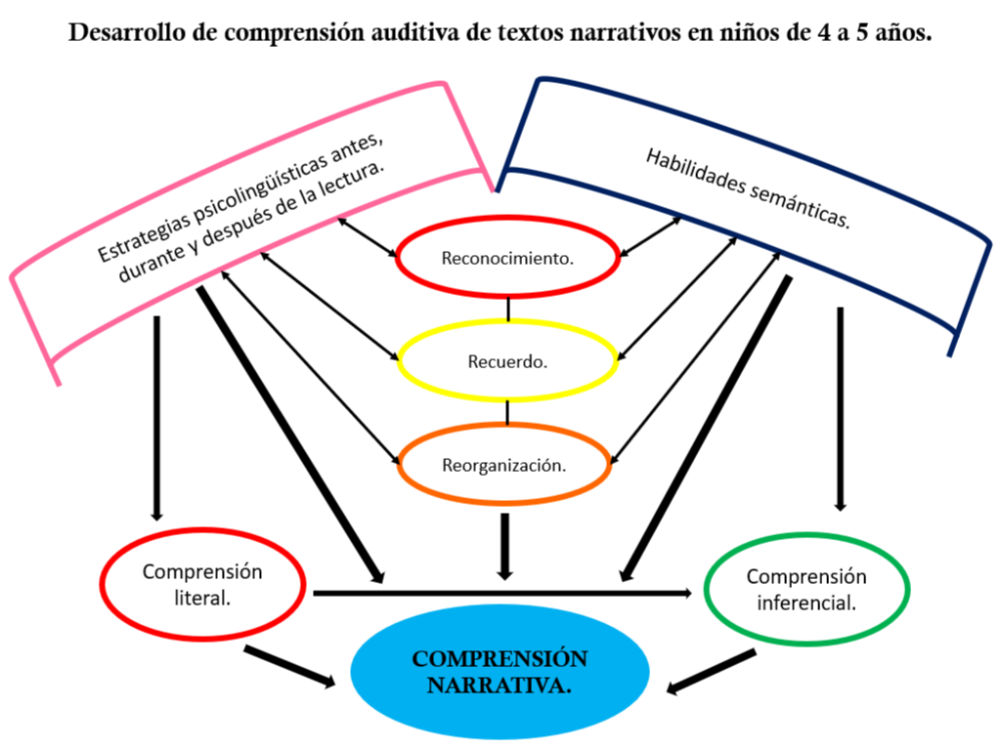 Desarrollo de comprensión auditiva de textos narrativos en niños de 4 a 5 años.
Estrategias psicolingüísticas antes,
durante y después de la lectura.
Habilidades semánticas.
Reconocimiento.
Recuerdo.
Reorganización.
Comprensión
literal.
Comprensión
inferencial.
COMPRENSIÓN
NARRATIVA.